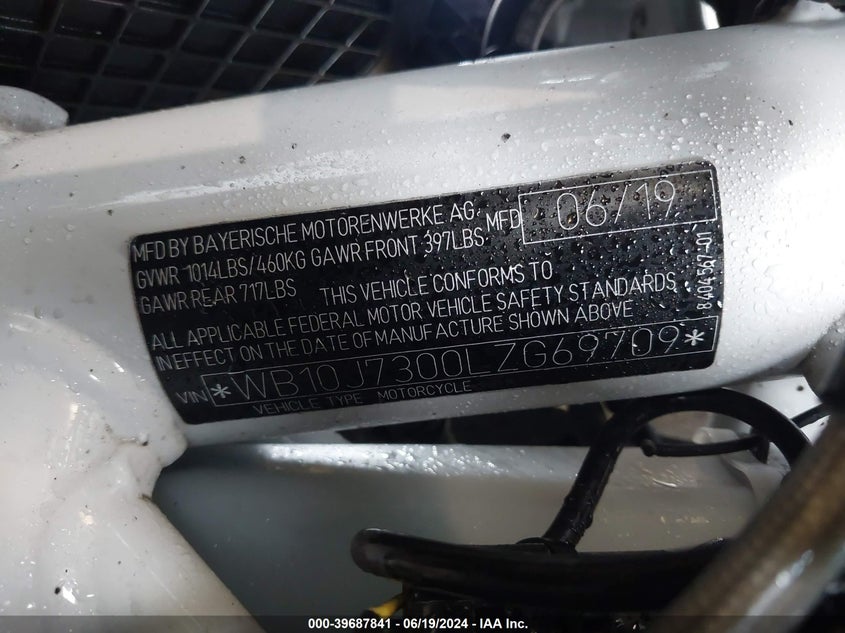 MFD BY BAYERISCHE MOTORENWERKE AG. MFD 06/19
GVWR 1014LBS/460KG GAWR FRONT 397LBS
GAWR REAR 717LBS THIS VEHICLE CONFORMS TO
ALL APPLICABLE FEDERAL MOTOR VEHICLE SAFETY STANDARDS
IN EFFECT ON THE DATE OF MANUFACTURE SHOWN ABOVE
VIN *WB10J7300LZG69709*
VEHICLE TYPE MOTORCYCLE
8404567-01
000-39687841 - 06/19/2024 - IAA Inc.